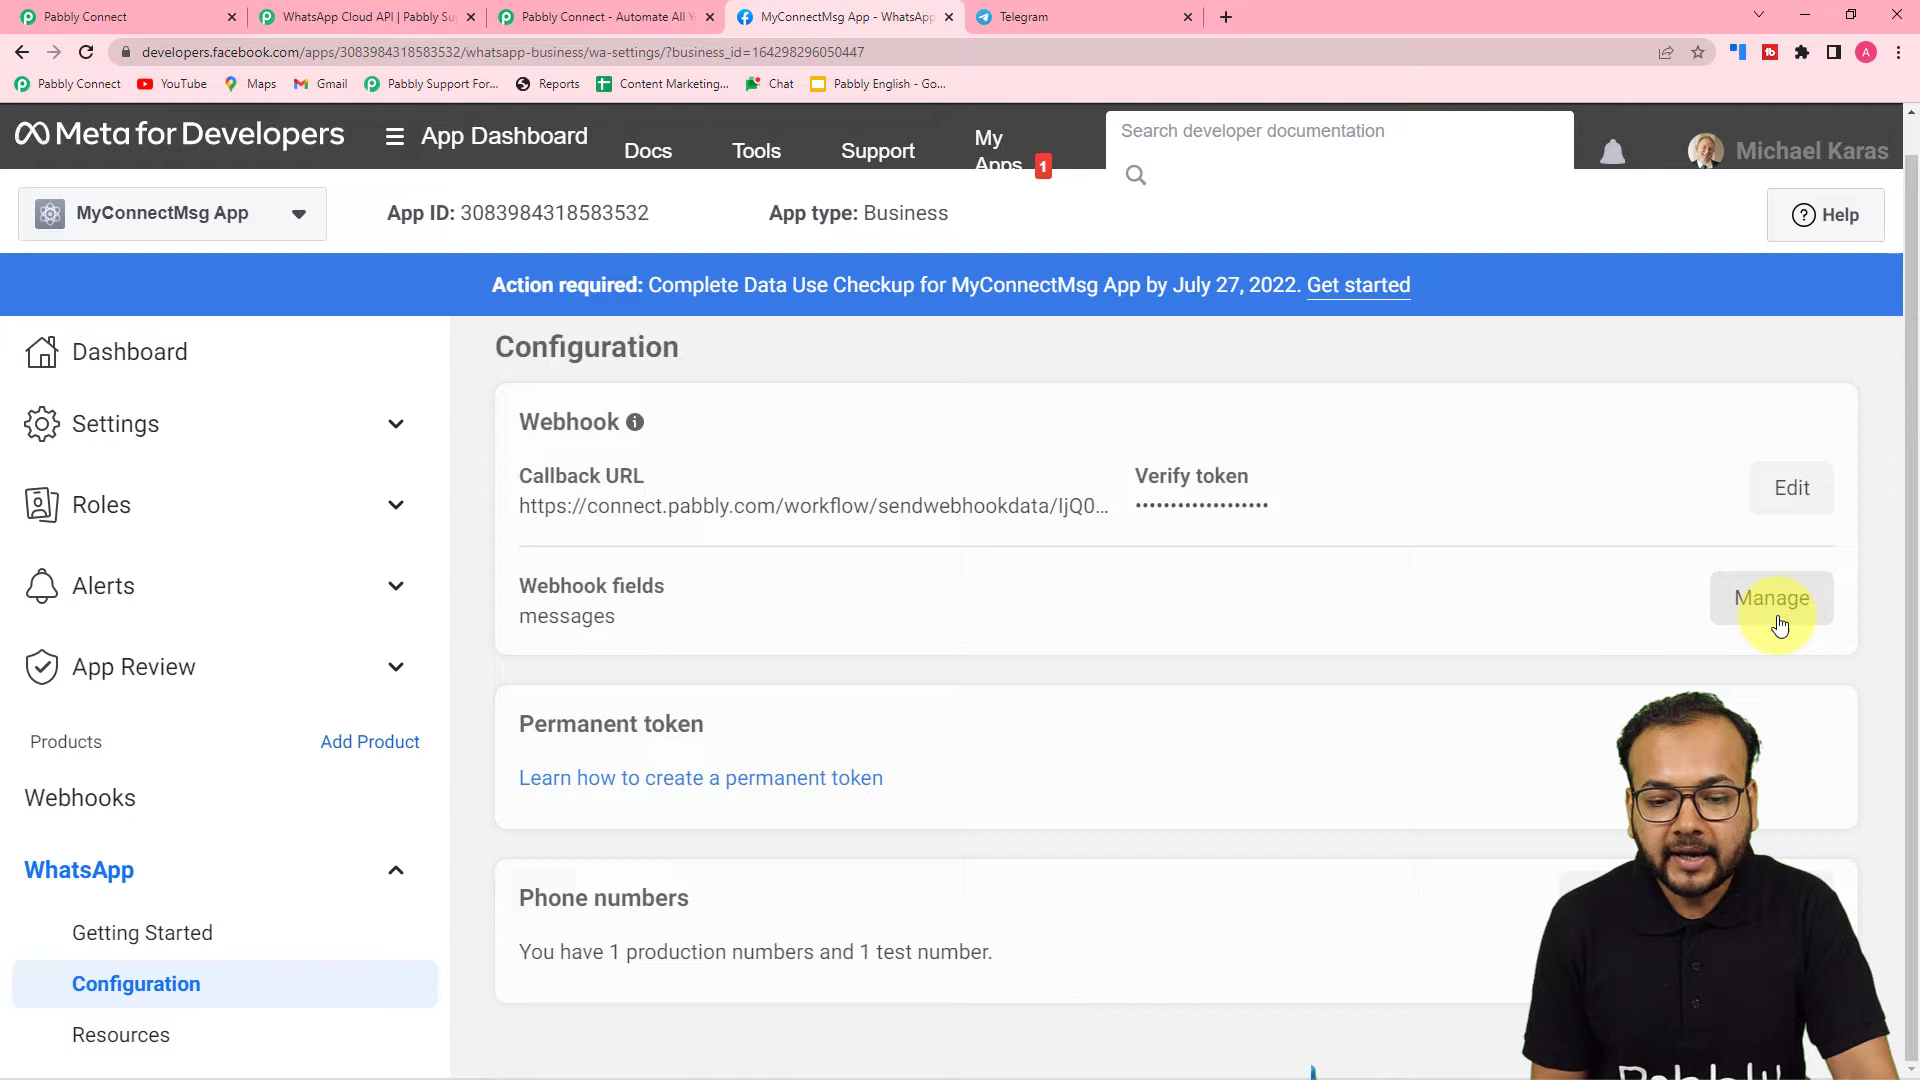 Pabbly Connect
WhatsApp Cloud API | Pabbly Su
Pabbly Connect - Automate All Y
MyConnectMsg App - WhatsApp
Telegram
developers.facebook.com/apps/3083984318583532/whatsapp-business/wa-settings/?business_id=164298296050447
A
Pabbly Connect
YouTube
Maps
Gmail
Pabbly Support For...
Reports
Content Marketing...
Chat
Pabbly English - Go...
Meta for Developers
App Dashboard
Docs
Tools
Support
My Apps
1
Search developer documentation
Michael Karas
MyConnectMsg App
App ID: 3083984318583532
App type: Business
? Help
Action required: Complete Data Use Checkup for MyConnectMsg App by July 27, 2022. Get started
Dashboard
Settings
Roles
Alerts
App Review
Products
Add Product
Webhooks
WhatsApp
Getting Started
Configuration
Resources
Configuration
Webhook
Callback URL
https://connect.pabbly.com/workflow/sendwebhookdata/IjQ0...
Verify token
•••••••••••••••••••
Edit
Webhook fields
messages
Manage
Permanent token
Learn how to create a permanent token
Phone numbers
You have 1 production numbers and 1 test number.
Pabbly